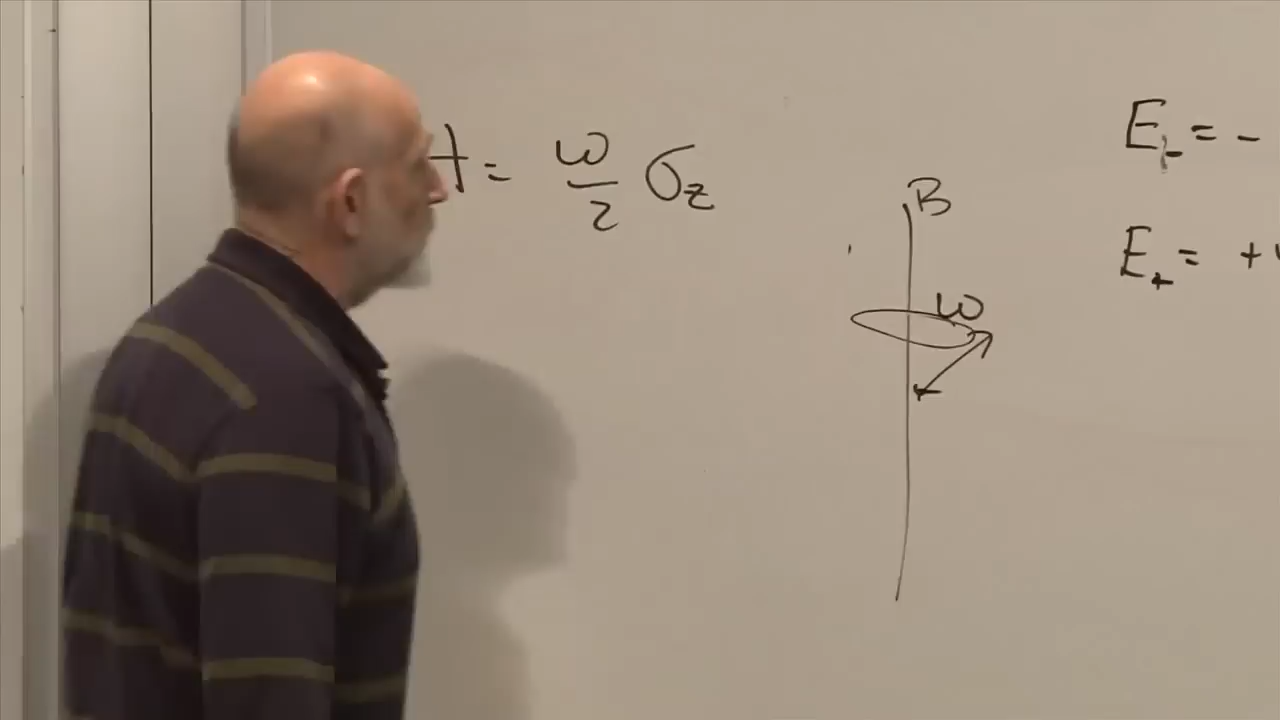 = ω/2 σz
B
ω
E- = -
E+ = +